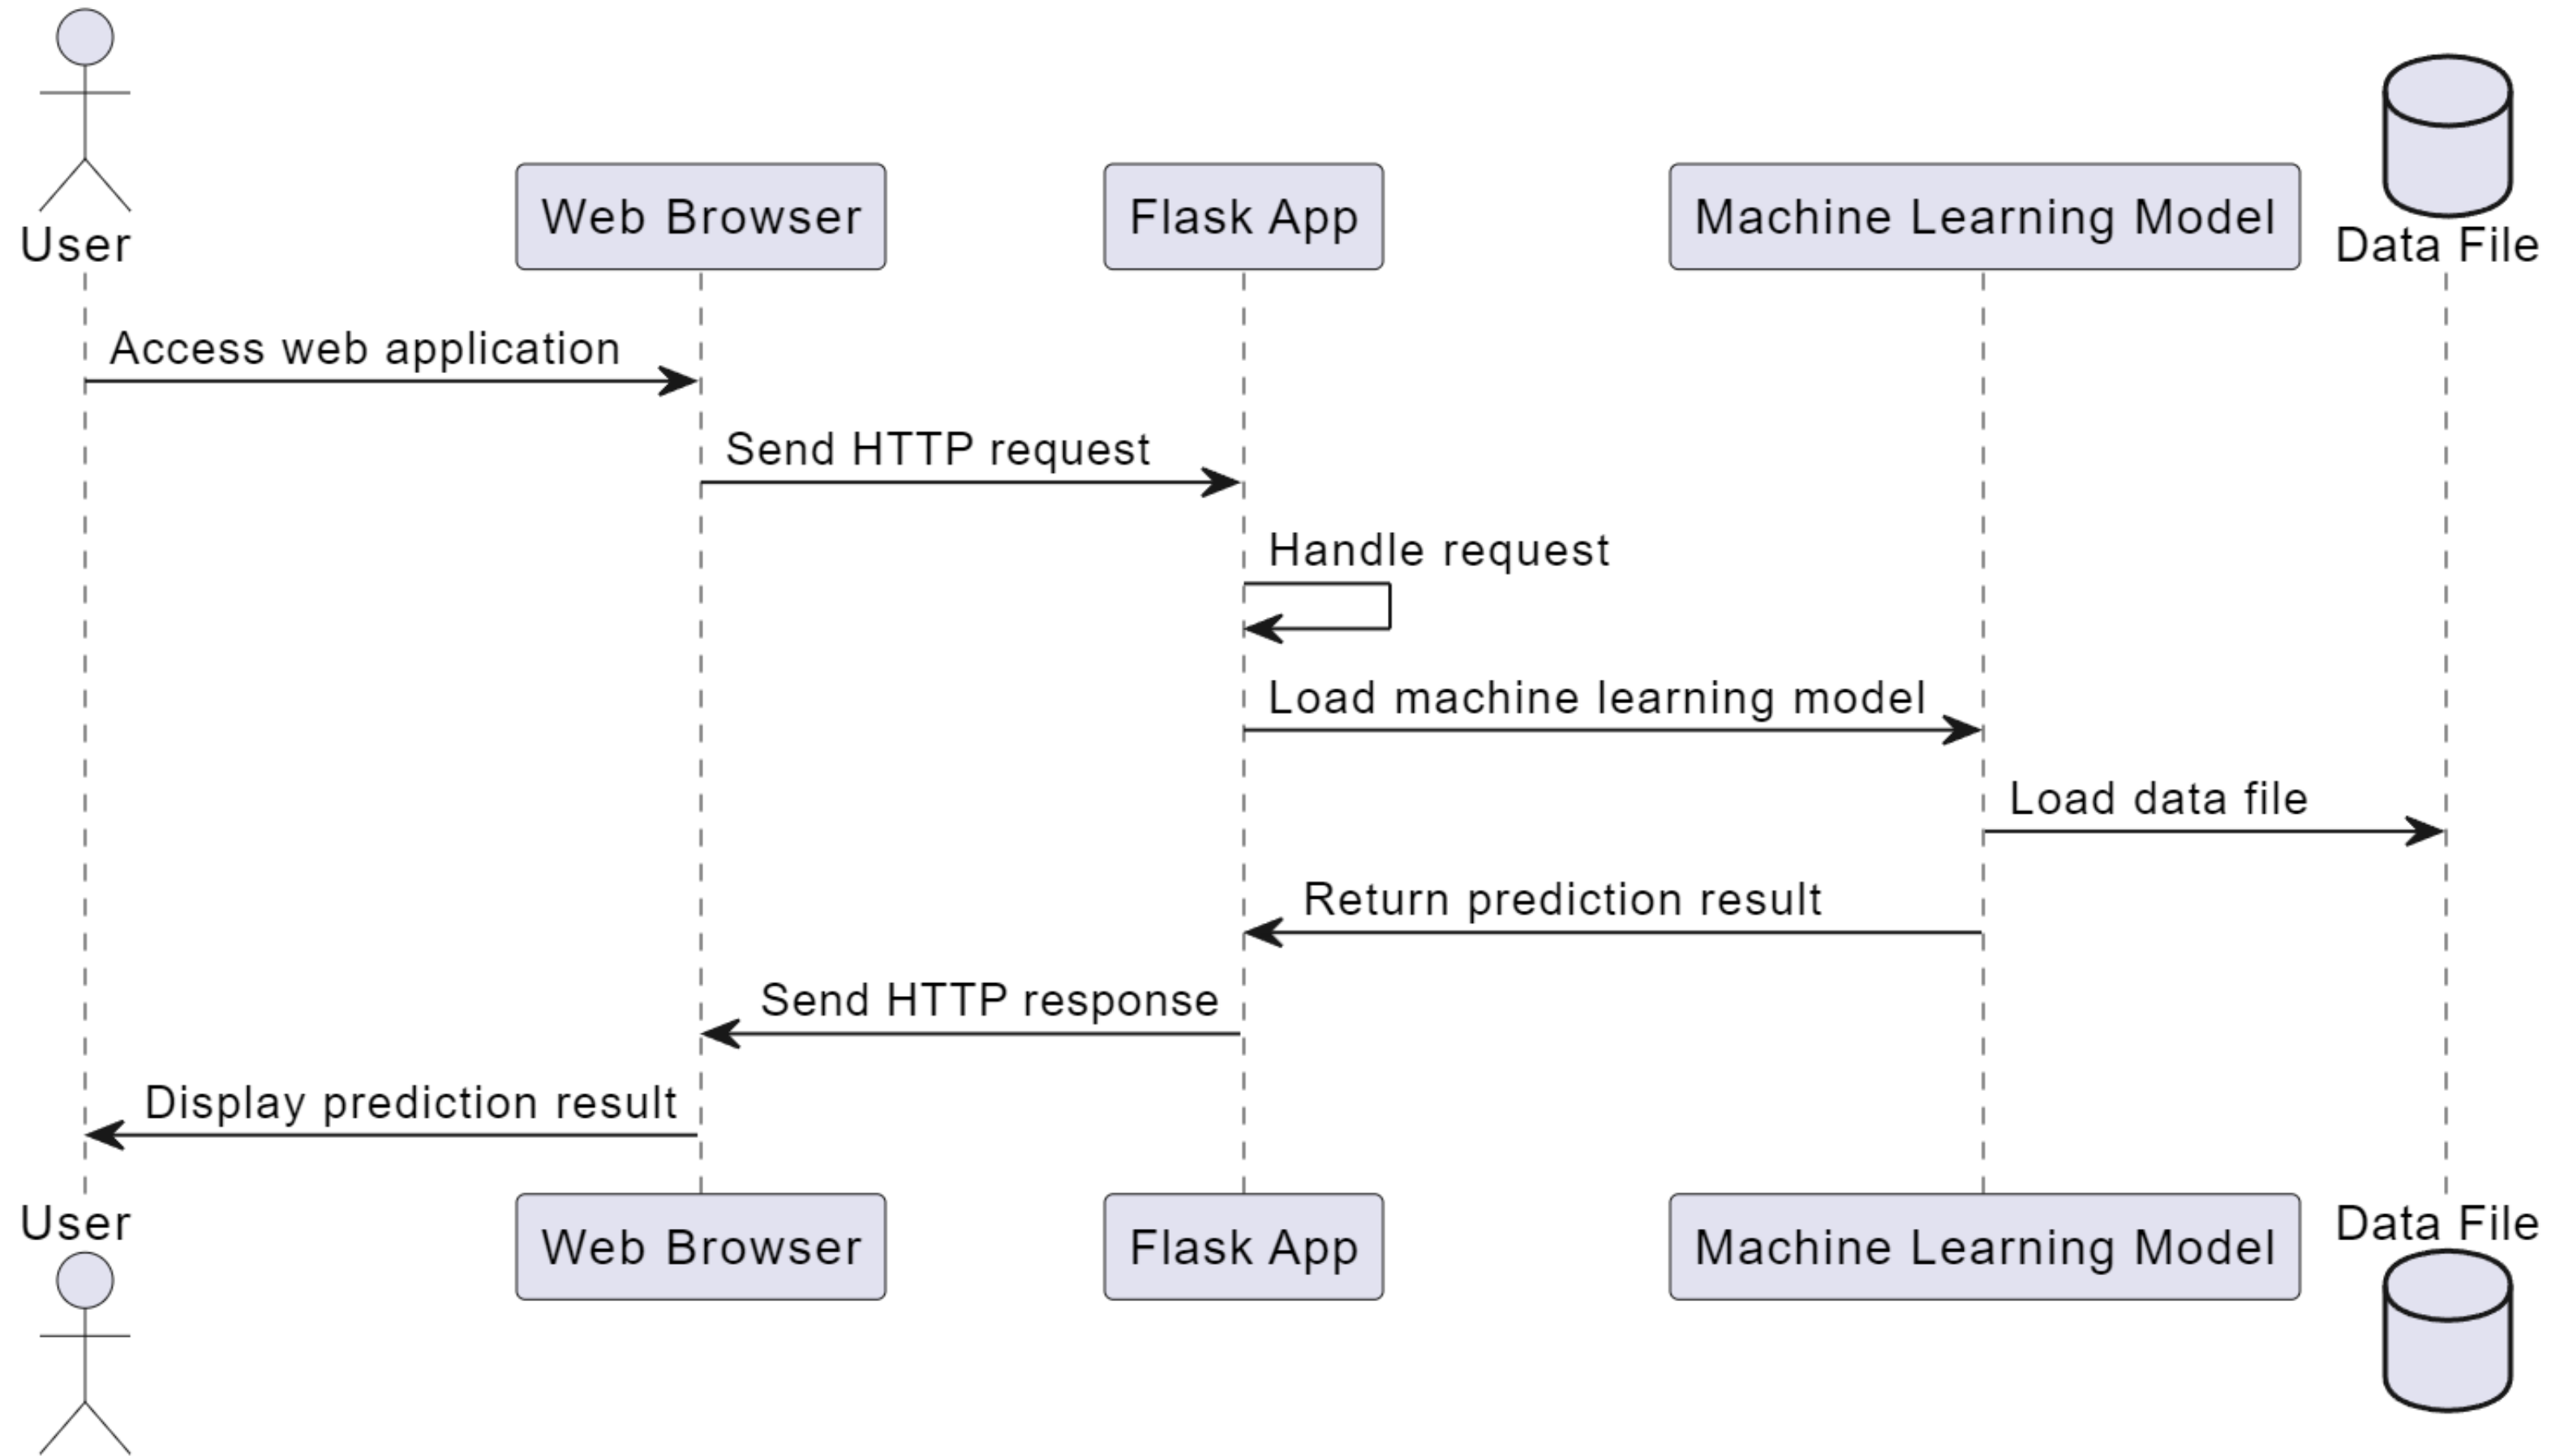 User
Web Browser
Flask App
Machine Learning Model
Data File
Access web application
Send HTTP request
Handle request
Load machine learning model
Load data file
Return prediction result
Send HTTP response
Display prediction result
User
Web Browser
Flask App
Machine Learning Model
Data File